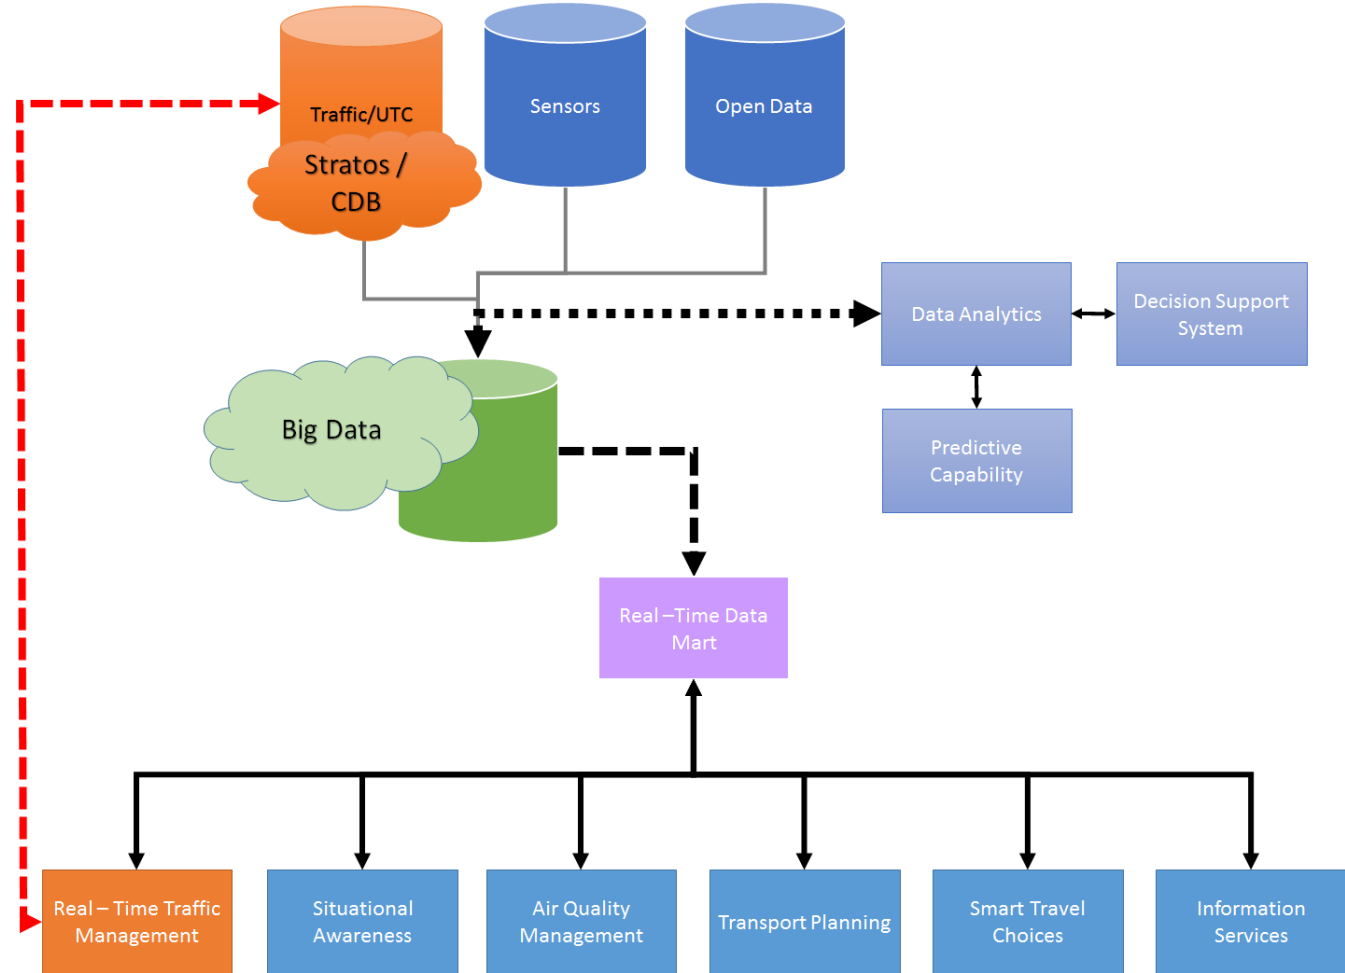 Traffic/UTC
Stratos /
CDB
Sensors
Open Data
Data Analytics
Decision Support
System
Predictive
Capability
Big Data
Real –Time Data
Mart
Real – Time Traffic
Management
Situational
Awareness
Air Quality
Management
Transport Planning
Smart Travel
Choices
Information
Services